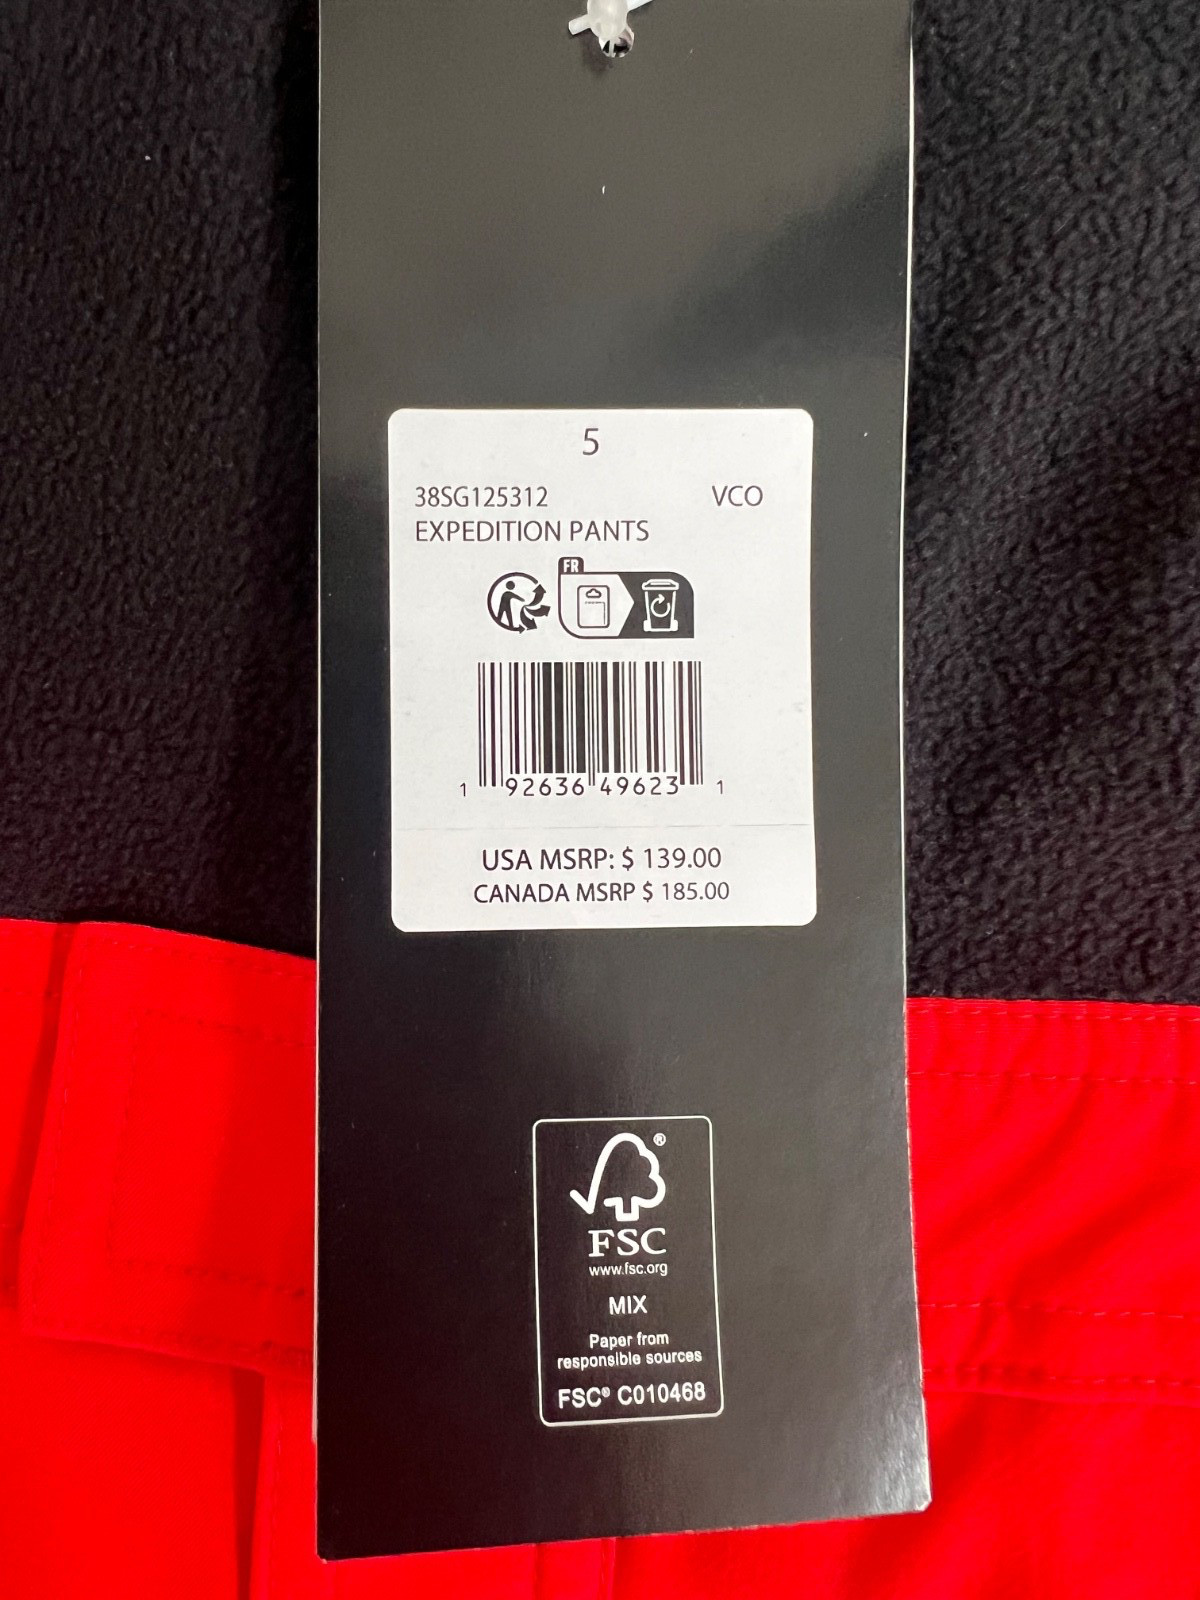 5
38SG125312 VCO
EXPEDITION PANTS
FR
1 92636 49623 1
USA MSRP: $ 139.00
CANADA MSRP $ 185.00
®
FSC
www.fsc.org
MIX
Paper from
responsible sources
FSC® C010468